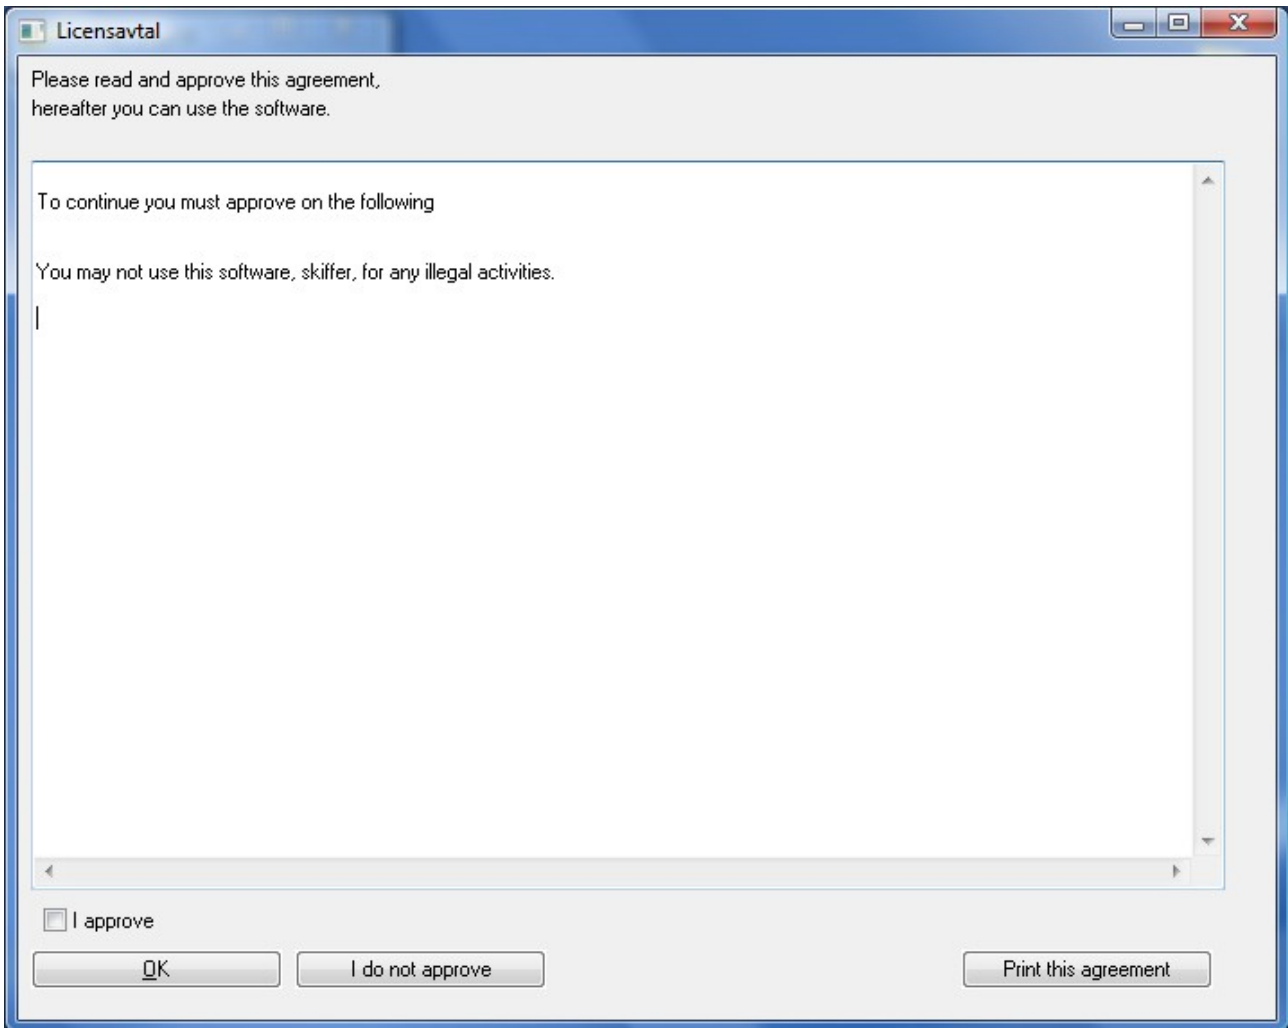 Licensavtal
Please read and approve this agreement,
hereafter you can use the software.
To continue you must approve on the following
You may not use this software, skiffer, for any illegal activities.
I approve
OK
I do not approve
Print this agreement